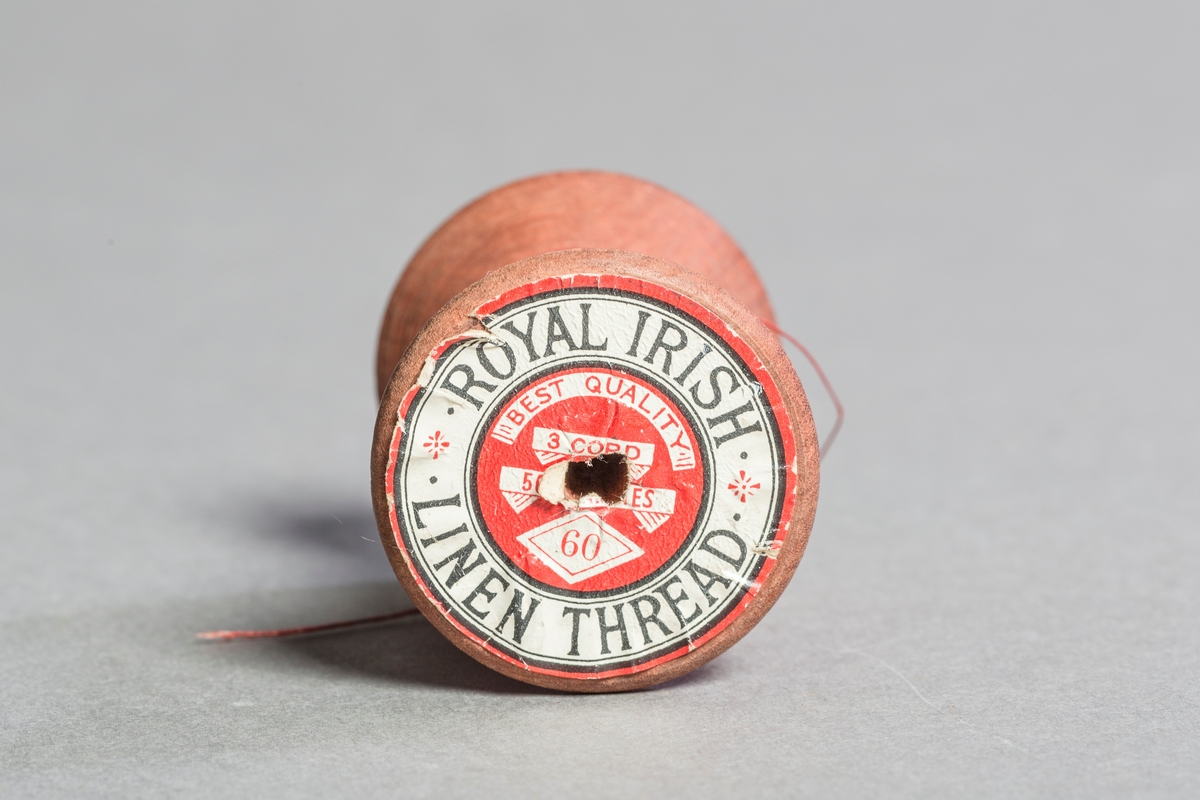 ROYAL IRISH
BEST QUALITY
3 CORD
60
LINEN THREAD